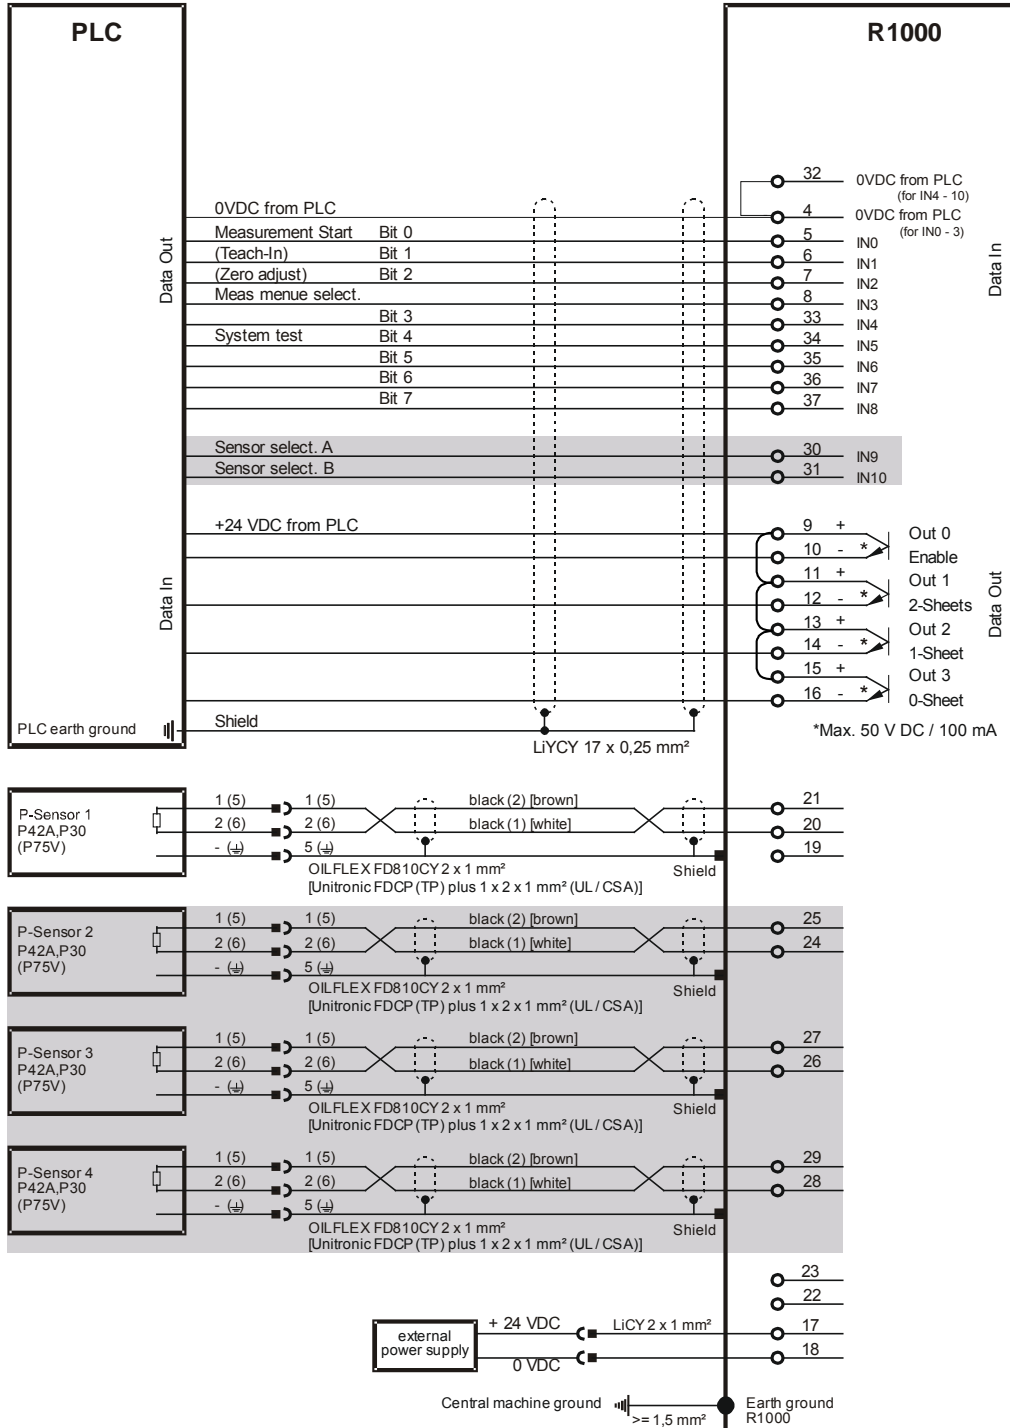 PLC
R1000
32
0VDC from PLC
(for IN4 - 10)
0VDC from PLC
4
0VDC from PLC
(for IN0 - 3)
Measurement Start Bit 0
5
IN0
(Teach-In) Bit 1
6
IN1
(Zero adjust) Bit 2
7
IN2
Meas menue select.
8
IN3
Bit 3
33
IN4
System test Bit 4
34
IN5
Bit 5
35
IN6
Bit 6
36
IN7
Bit 7
37
IN8
Data Out
Data In
Sensor select. A
30
IN9
Sensor select. B
31
IN10
+24 VDC from PLC
9 +
Out 0
10 - *
Enable
11 +
Out 1
12 - *
2-Sheets
13 +
Out 2
14 - *
1-Sheet
15 +
Out 3
16 - *
0-Sheet
Data In
Data Out
PLC earth ground
Shield
*Max. 50 V DC / 100 mA
LiYCY 17 x 0,25 mm²
P-Sensor 1
P42A,P30
(P75V)
1 (5) 1 (5) black (2) [brown] 21
2 (6) 2 (6) black (1) [white] 20
- (⏚) 5 (⏚) 19
OILFLEX FD810CY 2 x 1 mm² Shield
[Unitronic FDCP (TP) plus 1 x 2 x 1 mm² (UL / CSA)]
P-Sensor 2
P42A,P30
(P75V)
1 (5) 1 (5) black (2) [brown] 25
2 (6) 2 (6) black (1) [white] 24
- (⏚) 5 (⏚)
OILFLEX FD810CY 2 x 1 mm² Shield
[Unitronic FDCP (TP) plus 1 x 2 x 1 mm² (UL / CSA)]
P-Sensor 3
P42A,P30
(P75V)
1 (5) 1 (5) black (2) [brown] 27
2 (6) 2 (6) black (1) [white] 26
- (⏚) 5 (⏚)
OILFLEX FD810CY 2 x 1 mm² Shield
[Unitronic FDCP (TP) plus 1 x 2 x 1 mm² (UL / CSA)]
P-Sensor 4
P42A,P30
(P75V)
1 (5) 1 (5) black (2) [brown] 29
2 (6) 2 (6) black (1) [white] 28
- (⏚) 5 (⏚)
OILFLEX FD810CY 2 x 1 mm² Shield
[Unitronic FDCP (TP) plus 1 x 2 x 1 mm² (UL / CSA)]
23
22
external
power supply
+ 24 VDC LiCY 2 x 1 mm² 17
0 VDC 18
Central machine ground
>= 1,5 mm²
Earth ground
R1000